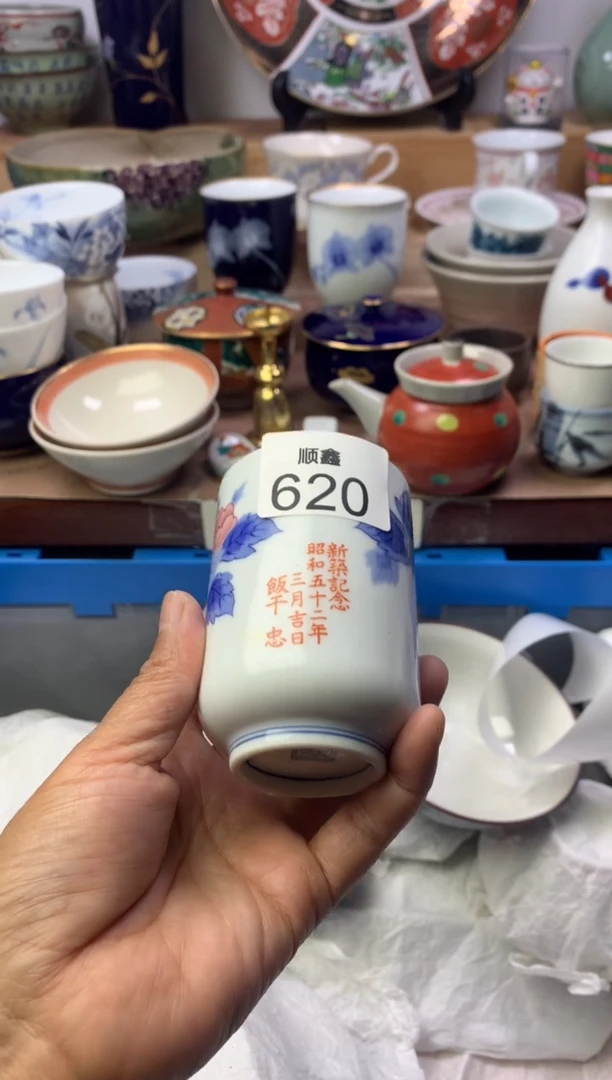 顺鑫
620
新築記念
昭和五十二年
三月吉日
飯干 忠